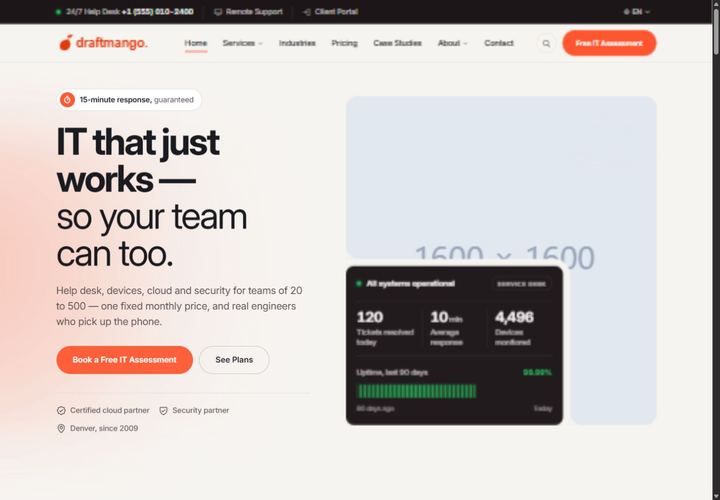 24/7 Help Desk +1 (555) 010-2400 Remote Support Client Portal EN
draftmango. Home Services Industries Pricing Case Studies About Contact Free IT Assessment
15-minute response, guaranteed
IT that just
works —
so your team
can too.
Help desk, devices, cloud and security for teams of 20
to 500 — one fixed monthly price, and real engineers
who pick up the phone.
Book a Free IT Assessment See Plans
Certified cloud partner Security partner
Denver, since 2009
1600 × 1600
All systems operational SERVICE DESK
120 10 min 4,496
Tickets resolved Average Devices
today response monitored
Uptime, last 90 days 99.99%
90 days ago Today